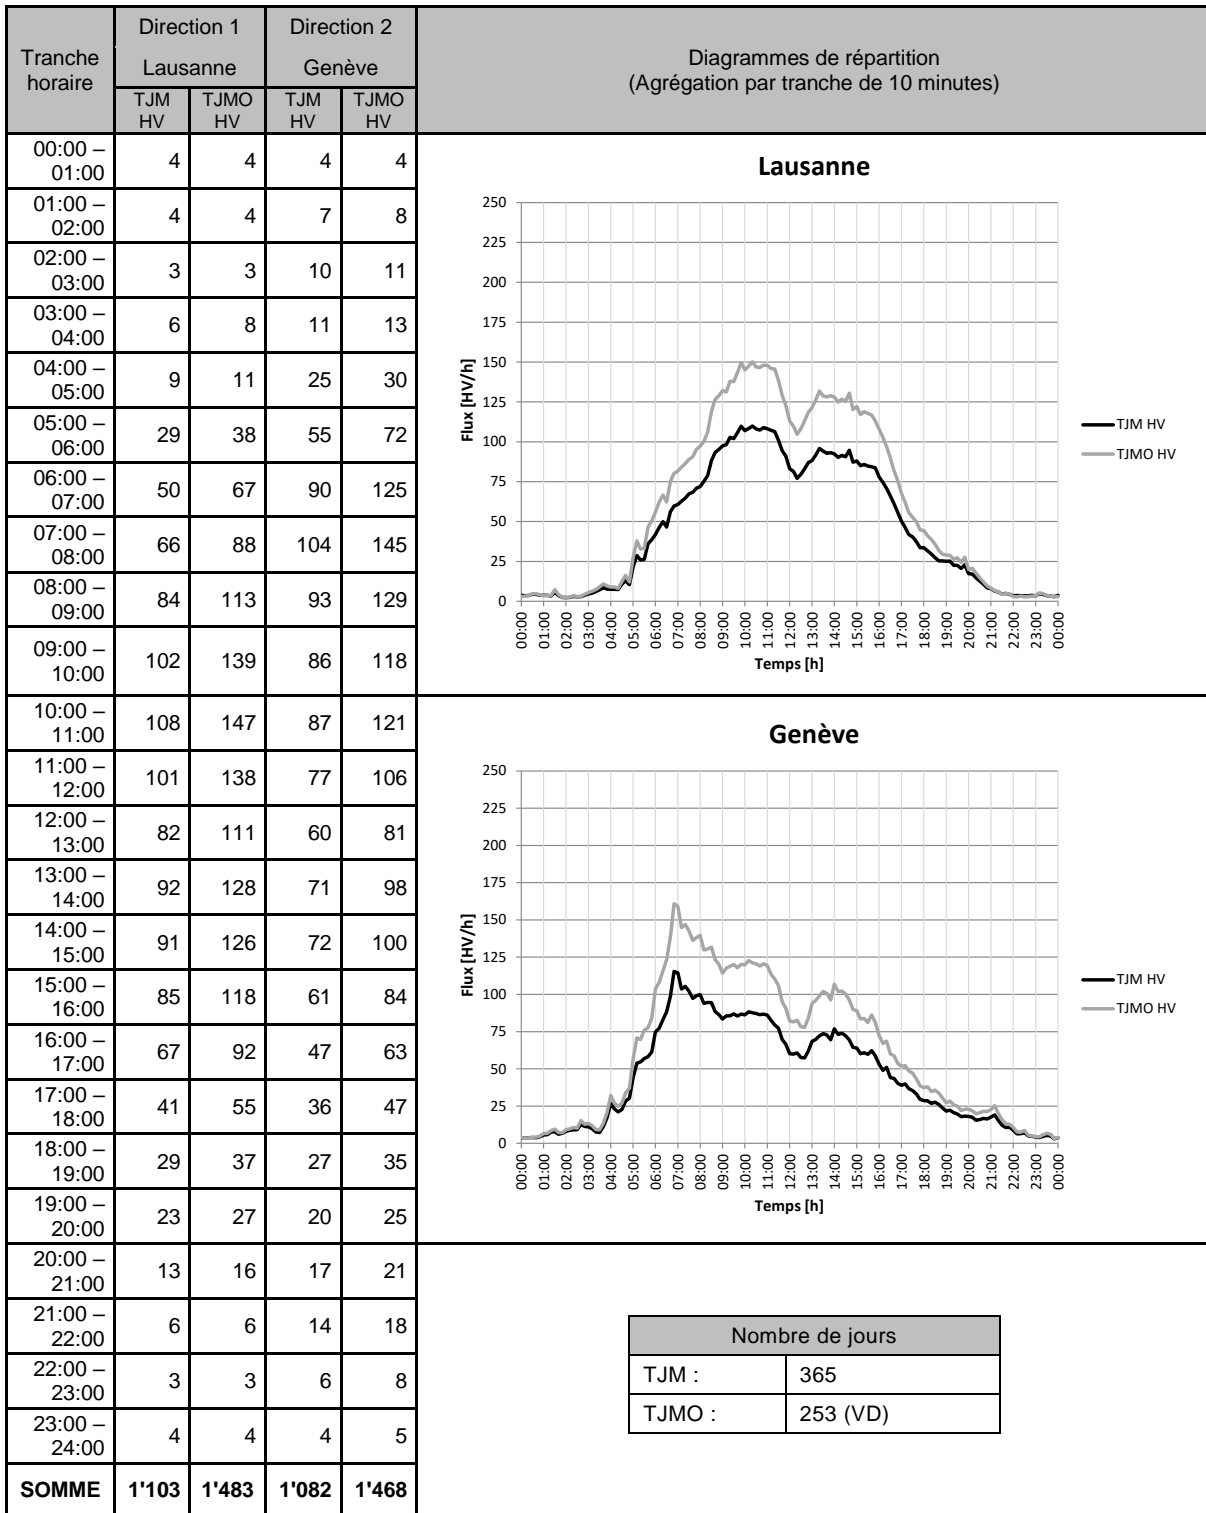 Tranche horaire
Direction 1
Direction 2
Diagrammes de répartition
(Agrégation par tranche de 10 minutes)
Lausanne
Genève
TJM HV
TJMO HV
TJM HV
TJMO HV
00:00 – 01:00 4 4 4 4
01:00 – 02:00 4 4 7 8
02:00 – 03:00 3 3 10 11
03:00 – 04:00 6 8 11 13
04:00 – 05:00 9 11 25 30
05:00 – 06:00 29 38 55 72
06:00 – 07:00 50 67 90 125
07:00 – 08:00 66 88 104 145
08:00 – 09:00 84 113 93 129
09:00 – 10:00 102 139 86 118
10:00 – 11:00 108 147 87 121
11:00 – 12:00 101 138 77 106
12:00 – 13:00 82 111 60 81
13:00 – 14:00 92 128 71 98
14:00 – 15:00 91 126 72 100
15:00 – 16:00 85 118 61 84
16:00 – 17:00 67 92 47 63
17:00 – 18:00 41 55 36 47
18:00 – 19:00 29 37 27 35
19:00 – 20:00 23 27 20 25
20:00 – 21:00 13 16 17 21
21:00 – 22:00 6 6 14 18
22:00 – 23:00 3 3 6 8
23:00 – 24:00 4 4 4 5
SOMME 1'103 1'483 1'082 1'468
Lausanne
250
225
200
175
150
125
100
75
50
25
0
Flux [HV/h]
00:00 01:00 02:00 03:00 04:00 05:00 06:00 07:00 08:00 09:00 10:00 11:00 12:00 13:00 14:00 15:00 16:00 17:00 18:00 19:00 20:00 21:00 22:00 23:00 00:00
Temps [h]
TJM HV
TJMO HV
Genève
250
225
200
175
150
125
100
75
50
25
0
Flux [HV/h]
00:00 01:00 02:00 03:00 04:00 05:00 06:00 07:00 08:00 09:00 10:00 11:00 12:00 13:00 14:00 15:00 16:00 17:00 18:00 19:00 20:00 21:00 22:00 23:00 00:00
Temps [h]
TJM HV
TJMO HV
Nombre de jours
TJM : 365
TJMO : 253 (VD)